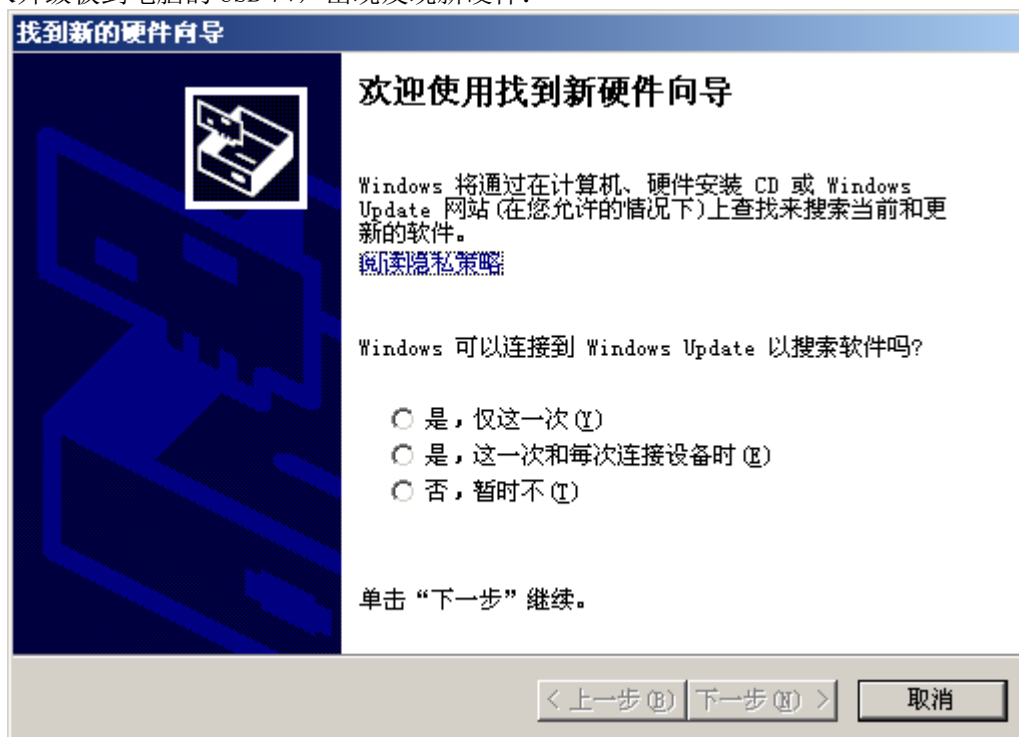 找到新的硬件向导
欢迎使用找到新硬件向导
Windows 将通过在计算机、硬件安装 CD 或 Windows
Update 网站(在您允许的情况下)上查找来搜索当前和更
新的软件。
阅读隐私策略
Windows 可以连接到 Windows Update 以搜索软件吗?
是，仅这一次(Y)
是，这一次和每次连接设备时(E)
否，暂时不(T)
单击“下一步”继续。
< 上一步(B) 下一步(N) > 取消